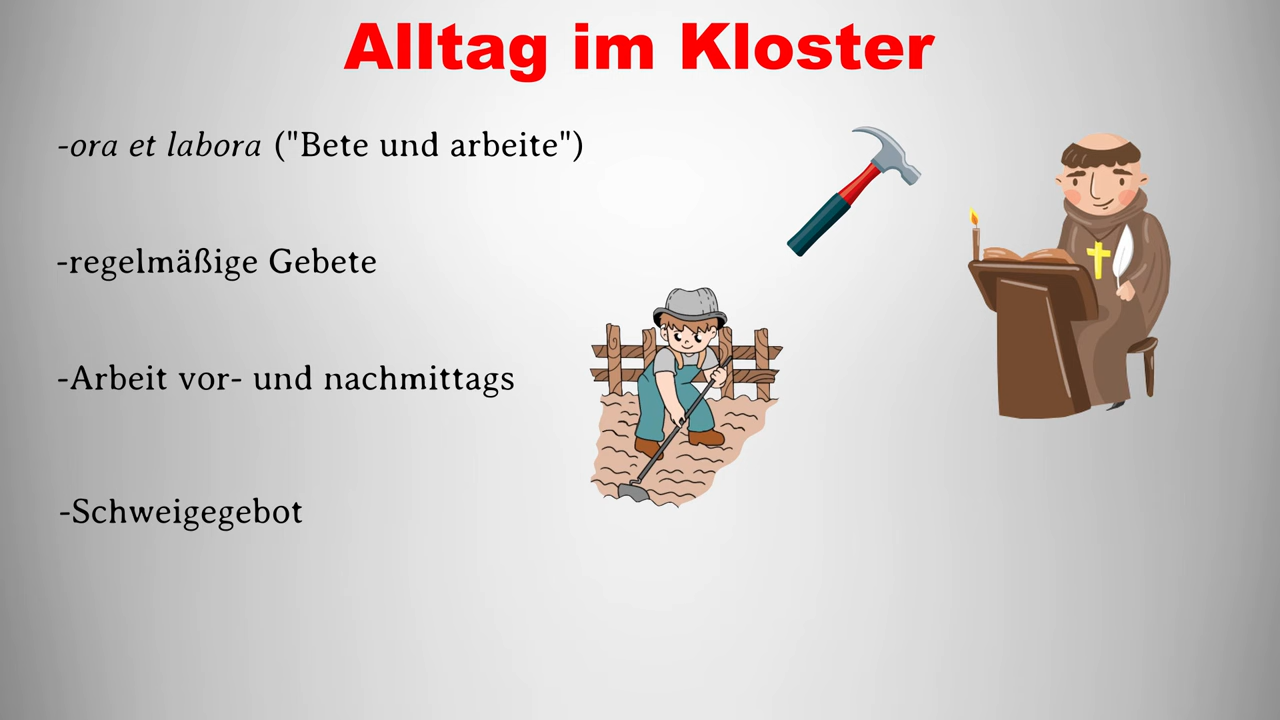 Alltag im Kloster
-ora et labora ("Bete und arbeite")
-regelmäßige Gebete
-Arbeit vor- und nachmittags
-Schweigegebot